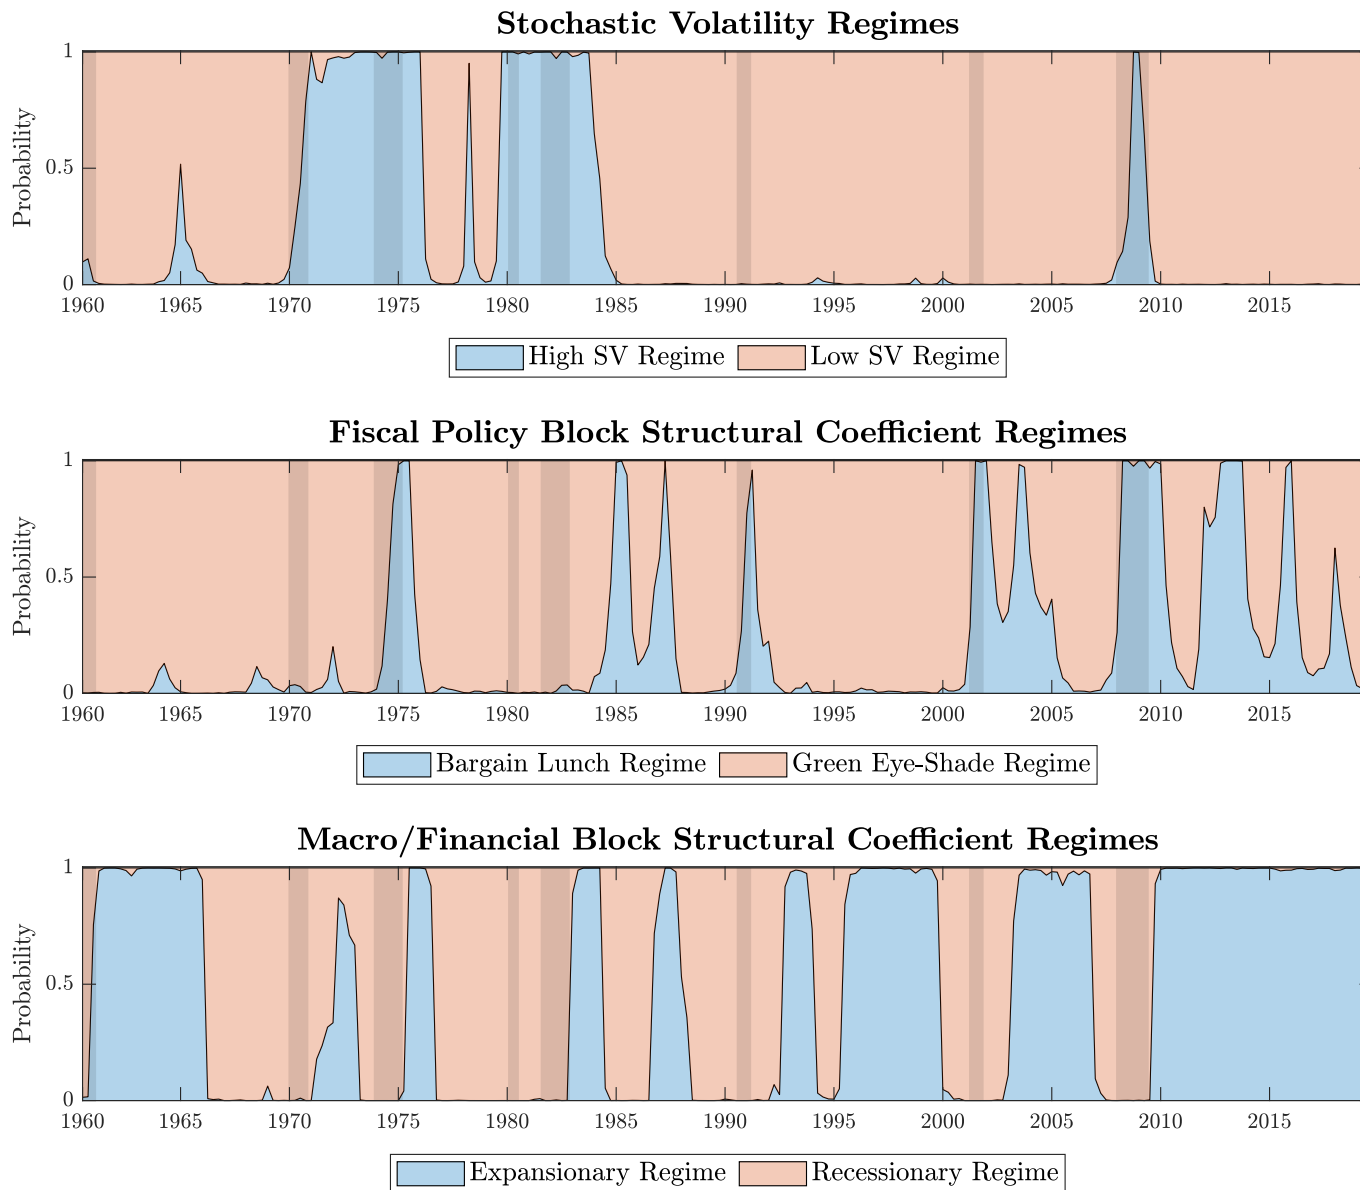 Stochastic Volatility Regimes
1
0.5
0
Probability
1960 1965 1970 1975 1980 1985 1990 1995 2000 2005 2010 2015
High SV Regime Low SV Regime
Fiscal Policy Block Structural Coefficient Regimes
1
0.5
0
Probability
1960 1965 1970 1975 1980 1985 1990 1995 2000 2005 2010 2015
Bargain Lunch Regime Green Eye-Shade Regime
Macro/Financial Block Structural Coefficient Regimes
1
0.5
0
Probability
1960 1965 1970 1975 1980 1985 1990 1995 2000 2005 2010 2015
Expansionary Regime Recessionary Regime